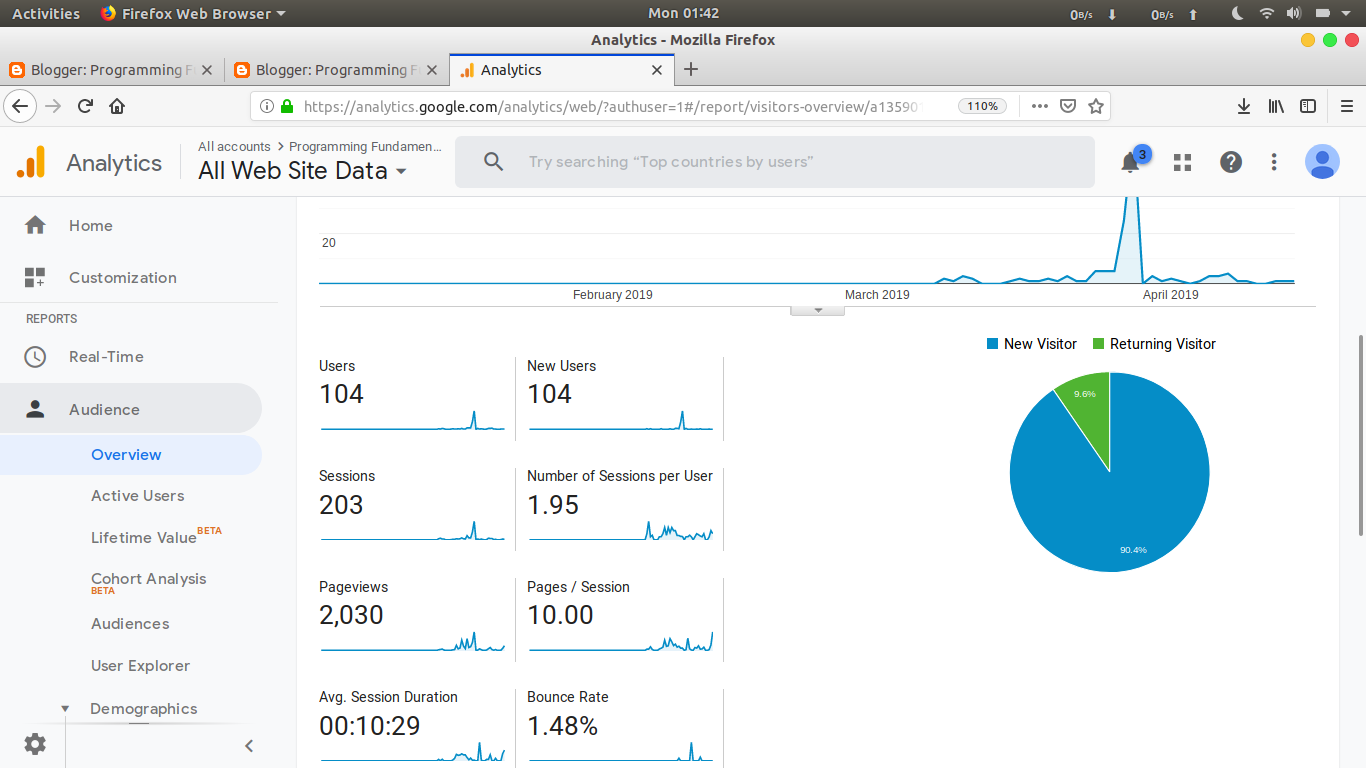 Activities Firefox Web Browser Mon 01:42 0B/s 0B/s
Analytics - Mozilla Firefox
Blogger: Programming F Blogger: Programming F Analytics
https://analytics.google.com/analytics/web/?authuser=1#/report/visitors-overview/a13590 110%
Analytics
All accounts > Programming Fundamen...
All Web Site Data
Try searching “Top countries by users”
3
Home
Customization
REPORTS
Real-Time
Audience
Overview
Active Users
Lifetime Value BETA
Cohort Analysis
BETA
Audiences
User Explorer
Demographics
20
February 2019 March 2019 April 2019
New Visitor Returning Visitor
9.6%
90.4%
Users
104
New Users
104
Sessions
203
Number of Sessions per User
1.95
Pageviews
2,030
Pages / Session
10.00
Avg. Session Duration
00:10:29
Bounce Rate
1.48%